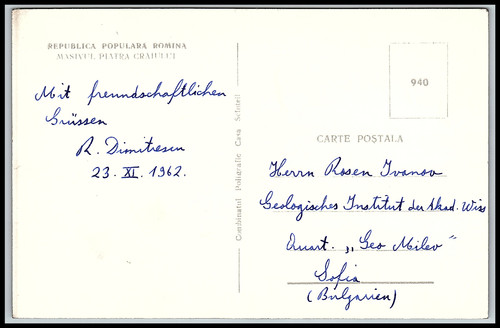 REPUBLICA POPULARA ROMINA
MASIVUL PIATRA CRAIULUI
Mit freundschaftlichen
Grüssen
R. Dimitrescu
23. XI. 1962.
Combinatul Poligrafic Casa Scînteii
940
CARTE POSTALA
Herrn Rosen Ivanov
Geologisches Institut der Akad. Wiss
Quart. „Geo Milev“
Sofia
(Bulgarien)